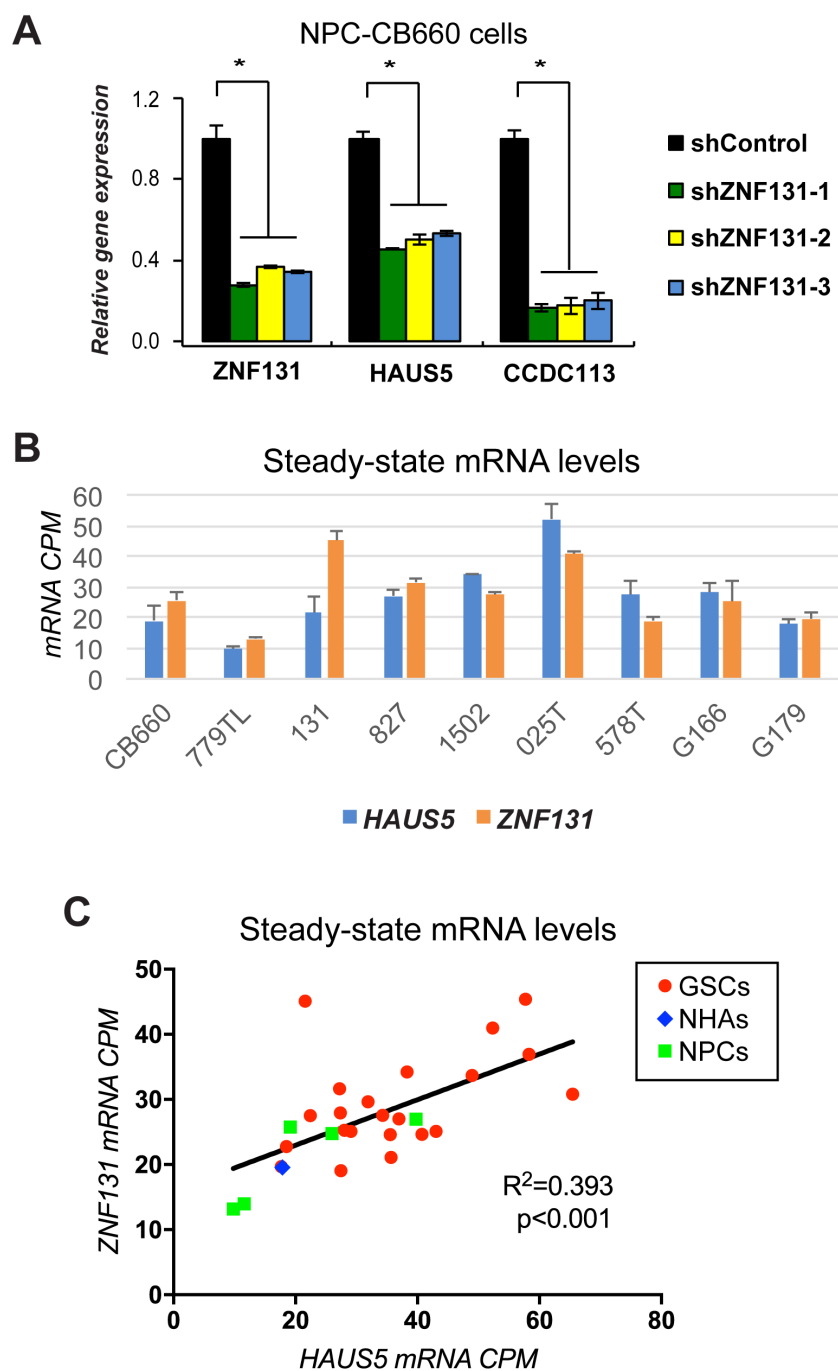 A
NPC-CB660 cells
* * *
Relative gene expression
1.2
0.8
0.4
0.0
ZNF131 HAUS5 CCDC113
shControl
shZNF131-1
shZNF131-2
shZNF131-3
B
Steady-state mRNA levels
mRNA CPM
60
50
40
30
20
10
0
CB660 779TL 131 827 1502 025T 578T G166 G179
HAUS5 ZNF131
C
Steady-state mRNA levels
ZNF131 mRNA CPM
50
40
30
20
10
0
GSCs
NHAs
NPCs
R²=0.393
p<0.001
0 20 40 60 80
HAUS5 mRNA CPM